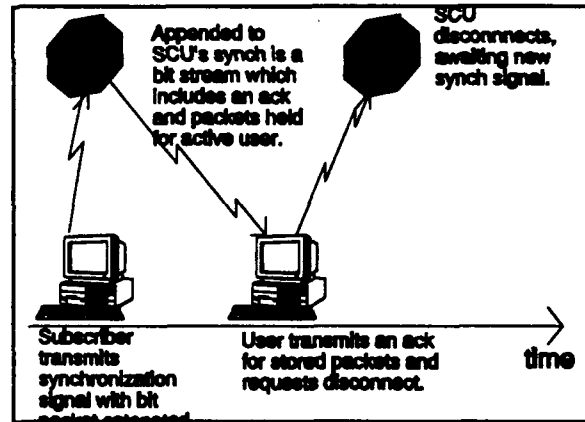 Appended to
SCU's synch is a
bit stream which
includes an ack
and packets held
for active user.
SCU
disconnnects,
awaiting new
synch signal.
Subscriber
transmits
synchronization
signal with bit
User transmits an ack
for stored packets and
requests disconnect.
time